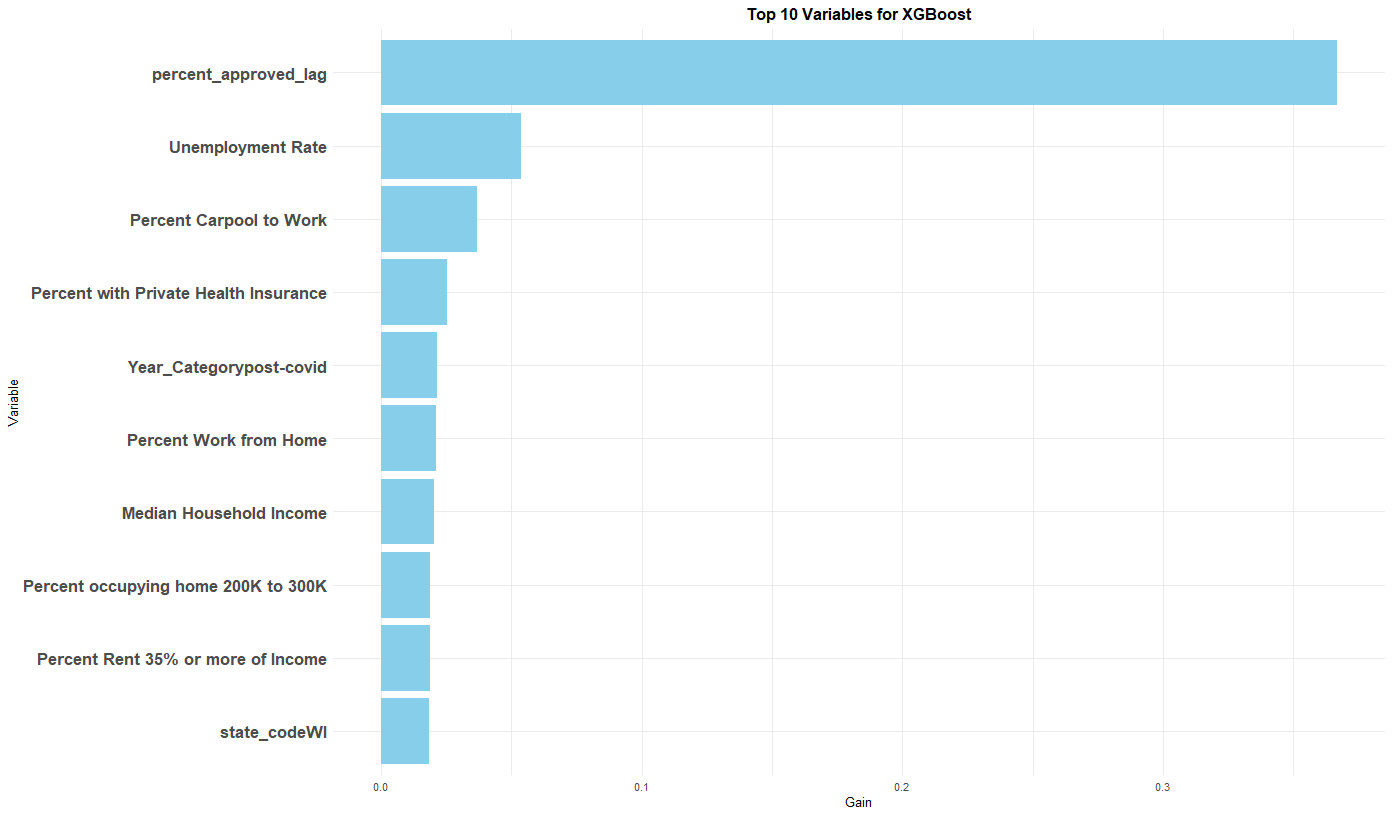 Top 10 Variables for XGBoost
percent_approved_lag
Unemployment Rate
Percent Carpool to Work
Percent with Private Health Insurance
Year_Categorypost-covid
Percent Work from Home
Median Household Income
Percent occupying home 200K to 300K
Percent Rent 35% or more of Income
state_codeWI
Variable
0.0 0.1 0.2 0.3
Gain